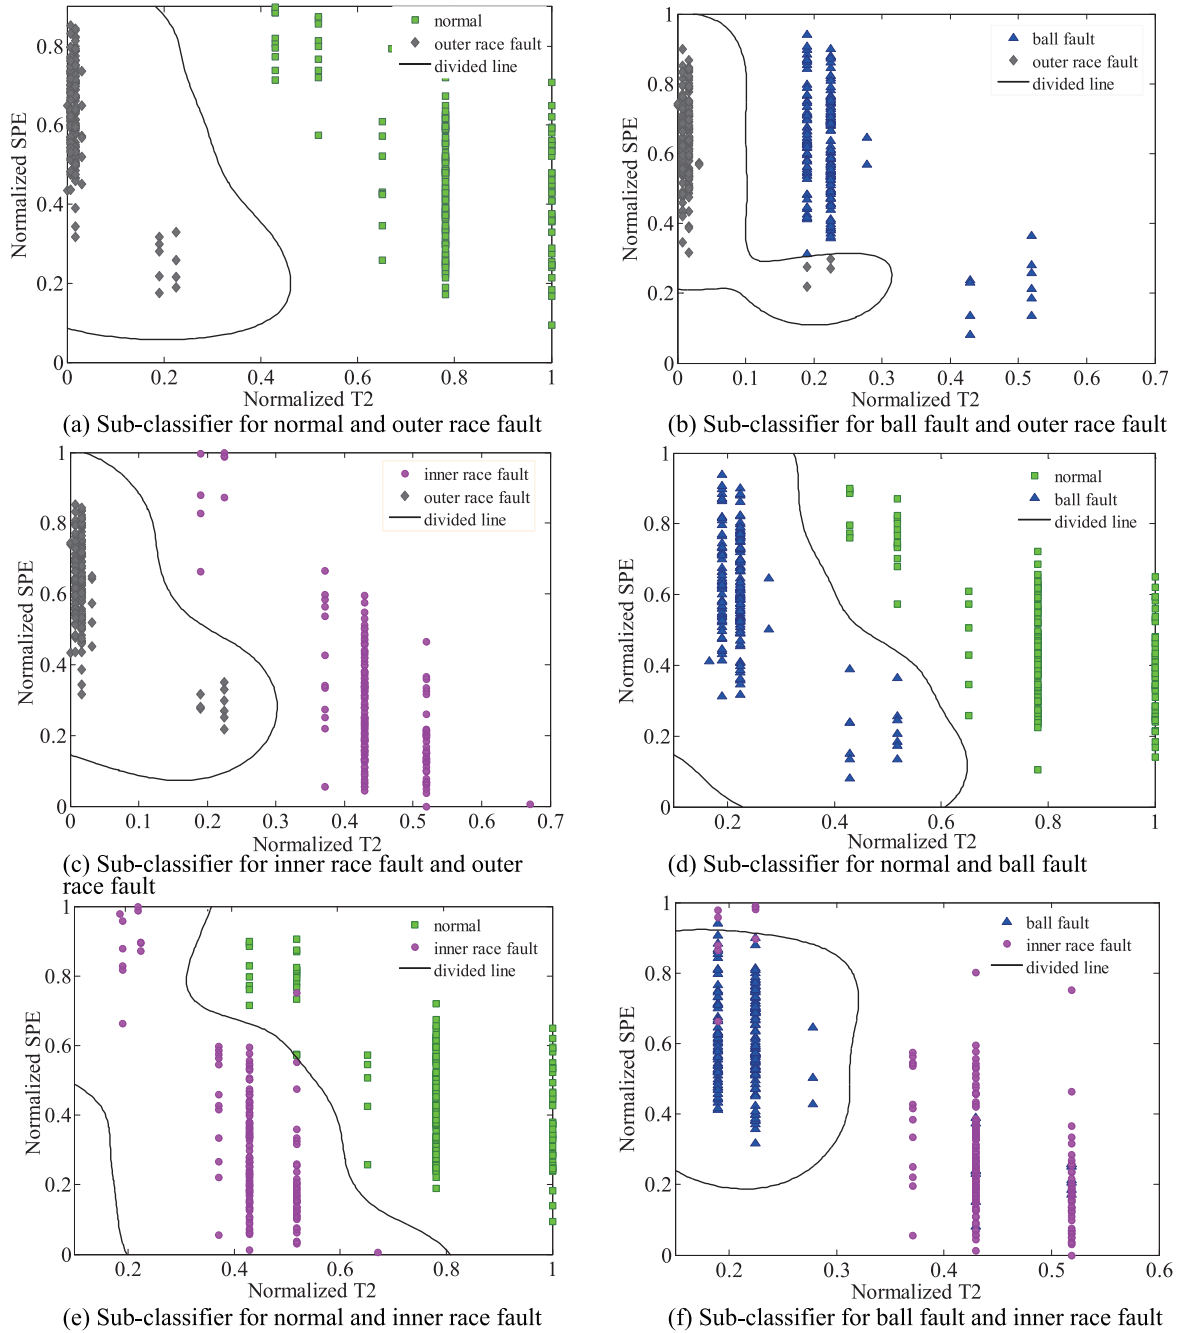 normal
outer race fault
divided line
0.8
0.6
0.4
0.2
0
Normalized SPE
0 0.2 0.4 0.6 0.8 1
Normalized T2
(a) Sub-classifier for normal and outer race fault
ball fault
outer race fault
divided line
1
0.8
0.6
0.4
0.2
0
Normalized SPE
0 0.1 0.2 0.3 0.4 0.5 0.6 0.7
Normalized T2
(b) Sub-classifier for ball fault and outer race fault
inner race fault
outer race fault
divided line
1
0.8
0.6
0.4
0.2
0
Normalized SPE
0 0.1 0.2 0.3 0.4 0.5 0.6 0.7
Normalized T2
(c) Sub-classifier for inner race fault and outer
race fault
normal
ball fault
divided line
1
0.8
0.6
0.4
0.2
0
Normalized SPE
0.2 0.4 0.6 0.8 1
Normalized T2
(d) Sub-classifier for normal and ball fault
normal
inner race fault
divided line
1
0.8
0.6
0.4
0.2
0
Normalized SPE
0.2 0.4 0.6 0.8 1
Normalized T2
(e) Sub-classifier for normal and inner race fault
ball fault
inner race fault
divided line
1
0.8
0.6
0.4
0.2
0
Normalized SPE
0.2 0.3 0.4 0.5 0.6
Normalized T2
(f) Sub-classifier for ball fault and inner race fault